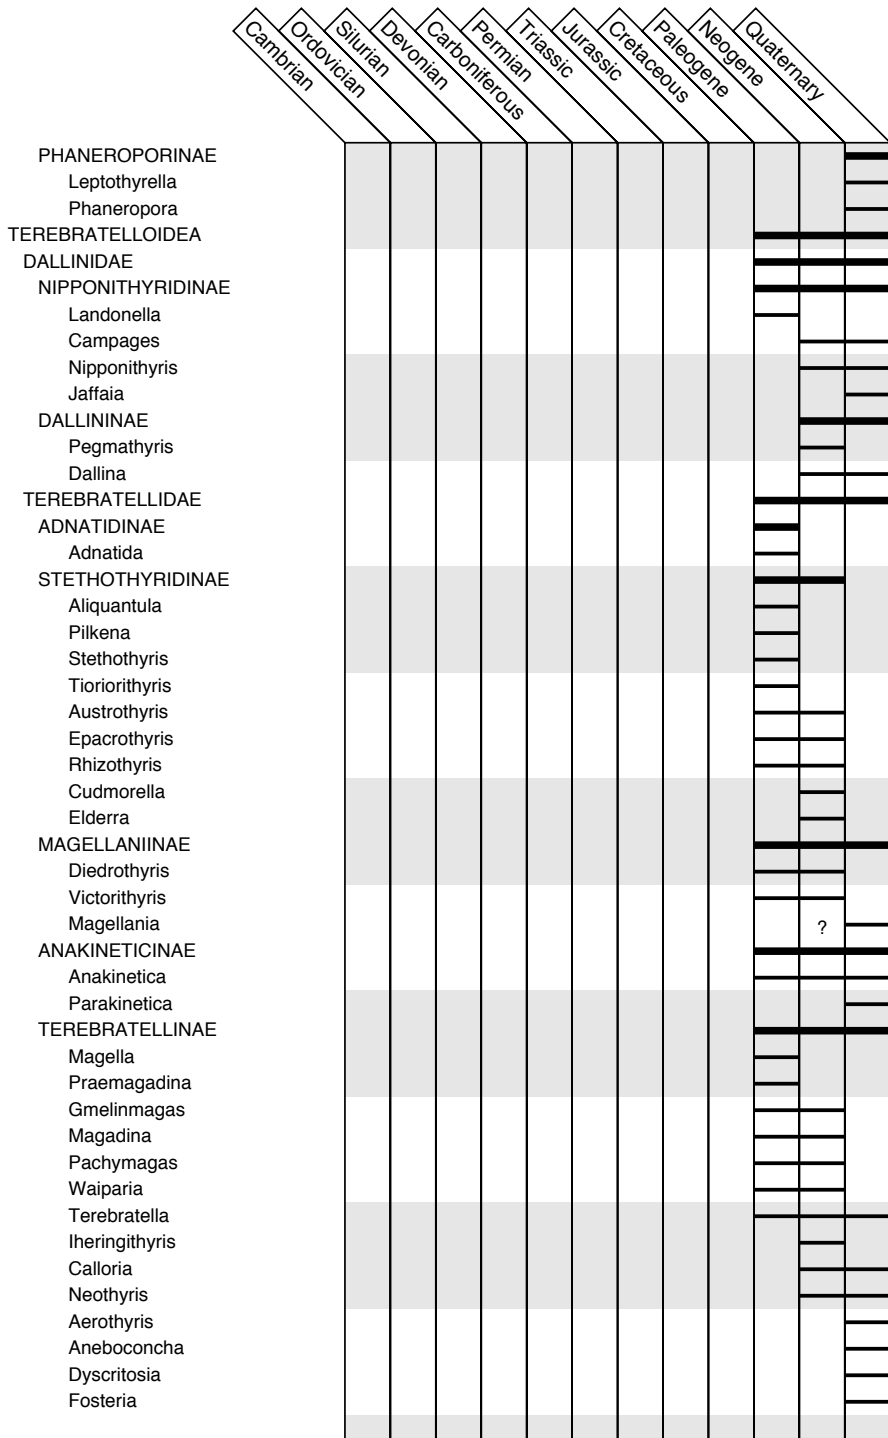 Cambrian
Ordovician
Silurian
Devonian
Carboniferous
Permian
Triassic
Jurassic
Cretaceous
Paleogene
Neogene
Quaternary
PHANEROPORINAE
Leptothyrella
Phaneropora
TEREBRATELLOIDEA
DALLINIDAE
NIPPONITHYRIDINAE
Landonella
Campages
Nipponithyris
Jaffaia
DALLININAE
Pegmathyris
Dallina
TEREBRATELLIDAE
ADNATIDINAE
Adnatida
STETHOTHYRIDINAE
Aliquantula
Pilkena
Stethothyris
Tioriorithyris
Austrothyris
Epacrothyris
Rhizothyris
Cudmorella
Elderra
MAGELLANIINAE
Diedrothyris
Victorithyris
Magellania ?
ANAKINETICINAE
Anakinetica
Parakinetica
TEREBRATELLINAE
Magella
Praemagadina
Gmelinmagas
Magadina
Pachymagas
Waiparia
Terebratella
Iheringithyris
Calloria
Neothyris
Aerothyris
Aneboconcha
Dyscritosia
Fosteria